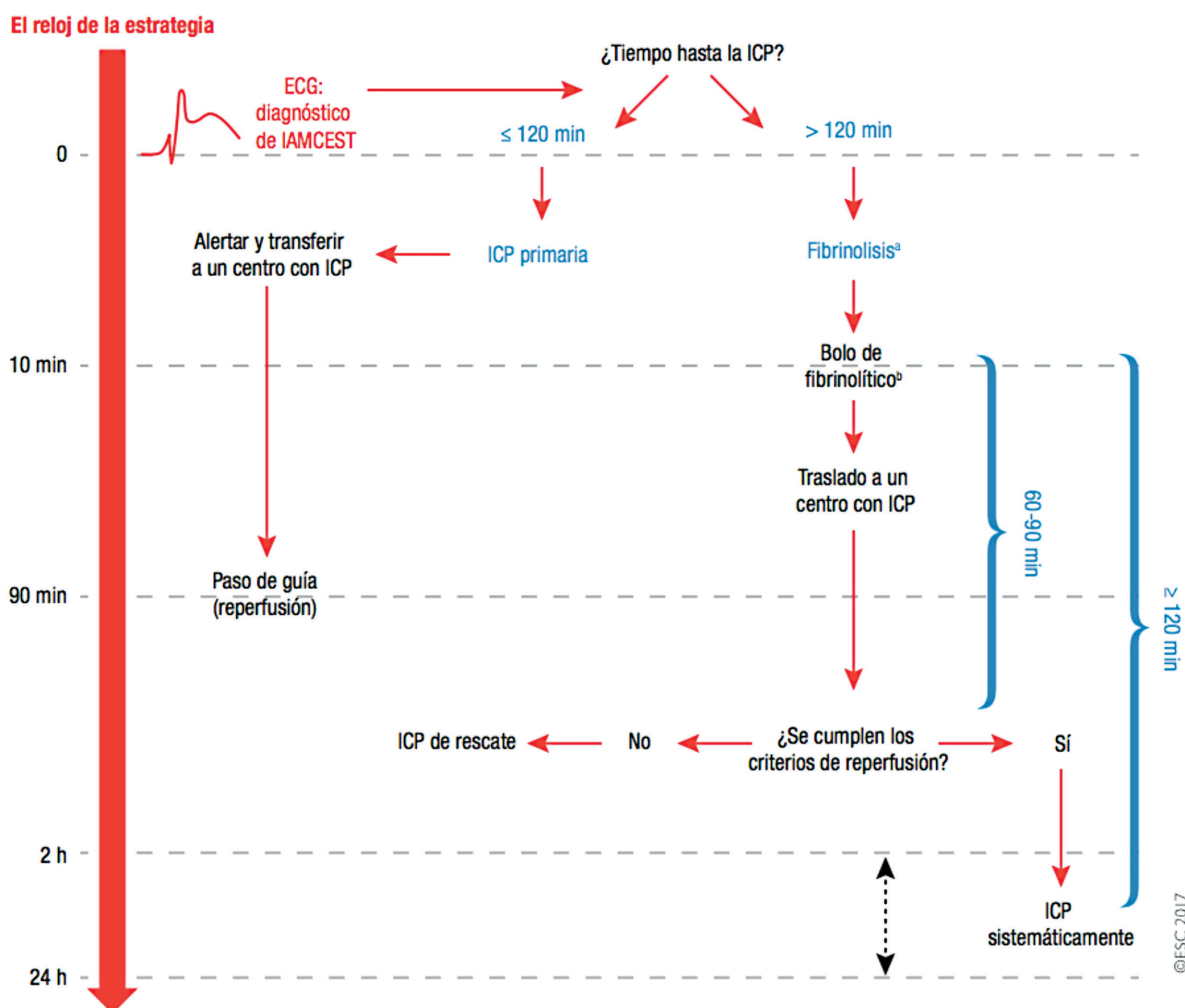 El reloj de la estrategia
¿Tiempo hasta la ICP?
ECG:
diagnóstico
de IAMCEST
≤ 120 min
> 120 min
0
Alertar y transferir
a un centro con ICP
ICP primaria
Fibrinolisisª
10 min
Bolo de
fibrinolíticoᵇ
Traslado a un
centro con ICP
60-90 min
Paso de guía
(reperfusión)
90 min
≥ 120 min
ICP de rescate
No
¿Se cumplen los
criterios de reperfusión?
Sí
2 h
ICP
sistemáticamente
24 h
©ESC 2017